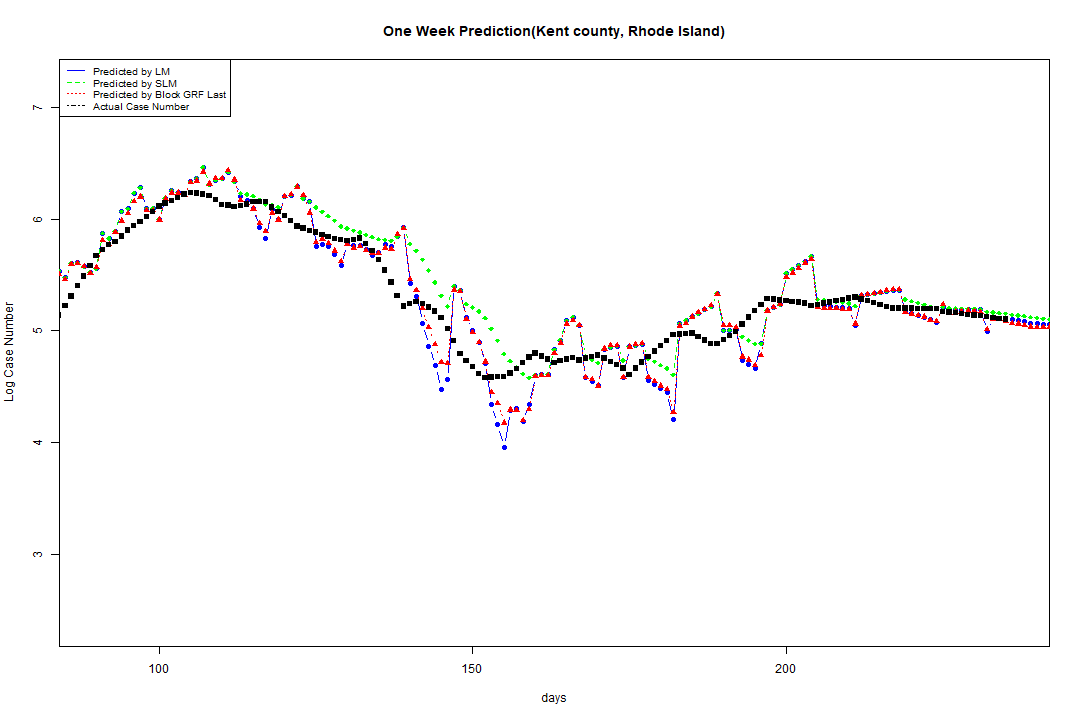 One Week Prediction(Kent county, Rhode Island)
Predicted by LM
Predicted by SLM
Predicted by Block GRF Last
Actual Case Number
7
6
5
4
3
Log Case Number
100
150
200
days